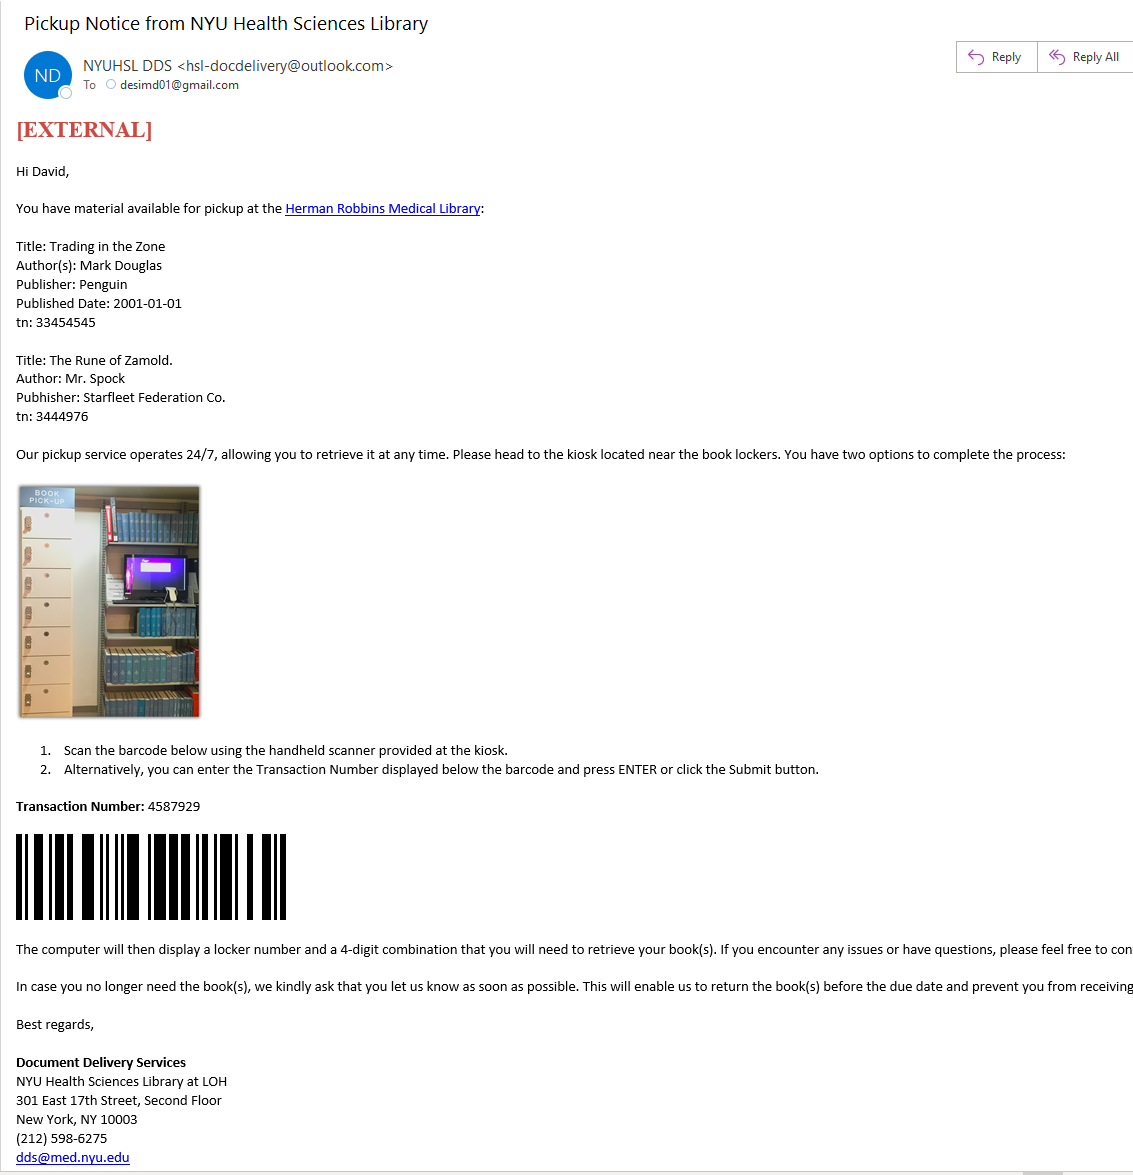 Pickup Notice from NYU Health Sciences Library
ND
NYUHSL DDS <hsl-docdelivery@outlook.com>
To desimd01@gmail.com
Reply
Reply All
[EXTERNAL]
Hi David,
You have material available for pickup at the Herman Robbins Medical Library:
Title: Trading in the Zone
Author(s): Mark Douglas
Publisher: Penguin
Published Date: 2001-01-01
tn: 33454545
Title: The Rune of Zamold.
Author: Mr. Spock
Pubhisher: Starfleet Federation Co.
tn: 3444976
Our pickup service operates 24/7, allowing you to retrieve it at any time. Please head to the kiosk located near the book lockers. You have two options to complete the process:
BOOK
PICK-UP
1. Scan the barcode below using the handheld scanner provided at the kiosk.
2. Alternatively, you can enter the Transaction Number displayed below the barcode and press ENTER or click the Submit button.
Transaction Number: 4587929
The computer will then display a locker number and a 4-digit combination that you will need to retrieve your book(s). If you encounter any issues or have questions, please feel free to con
In case you no longer need the book(s), we kindly ask that you let us know as soon as possible. This will enable us to return the book(s) before the due date and prevent you from receiving
Best regards,
Document Delivery Services
NYU Health Sciences Library at LOH
301 East 17th Street, Second Floor
New York, NY 10003
(212) 598-6275
dds@med.nyu.edu